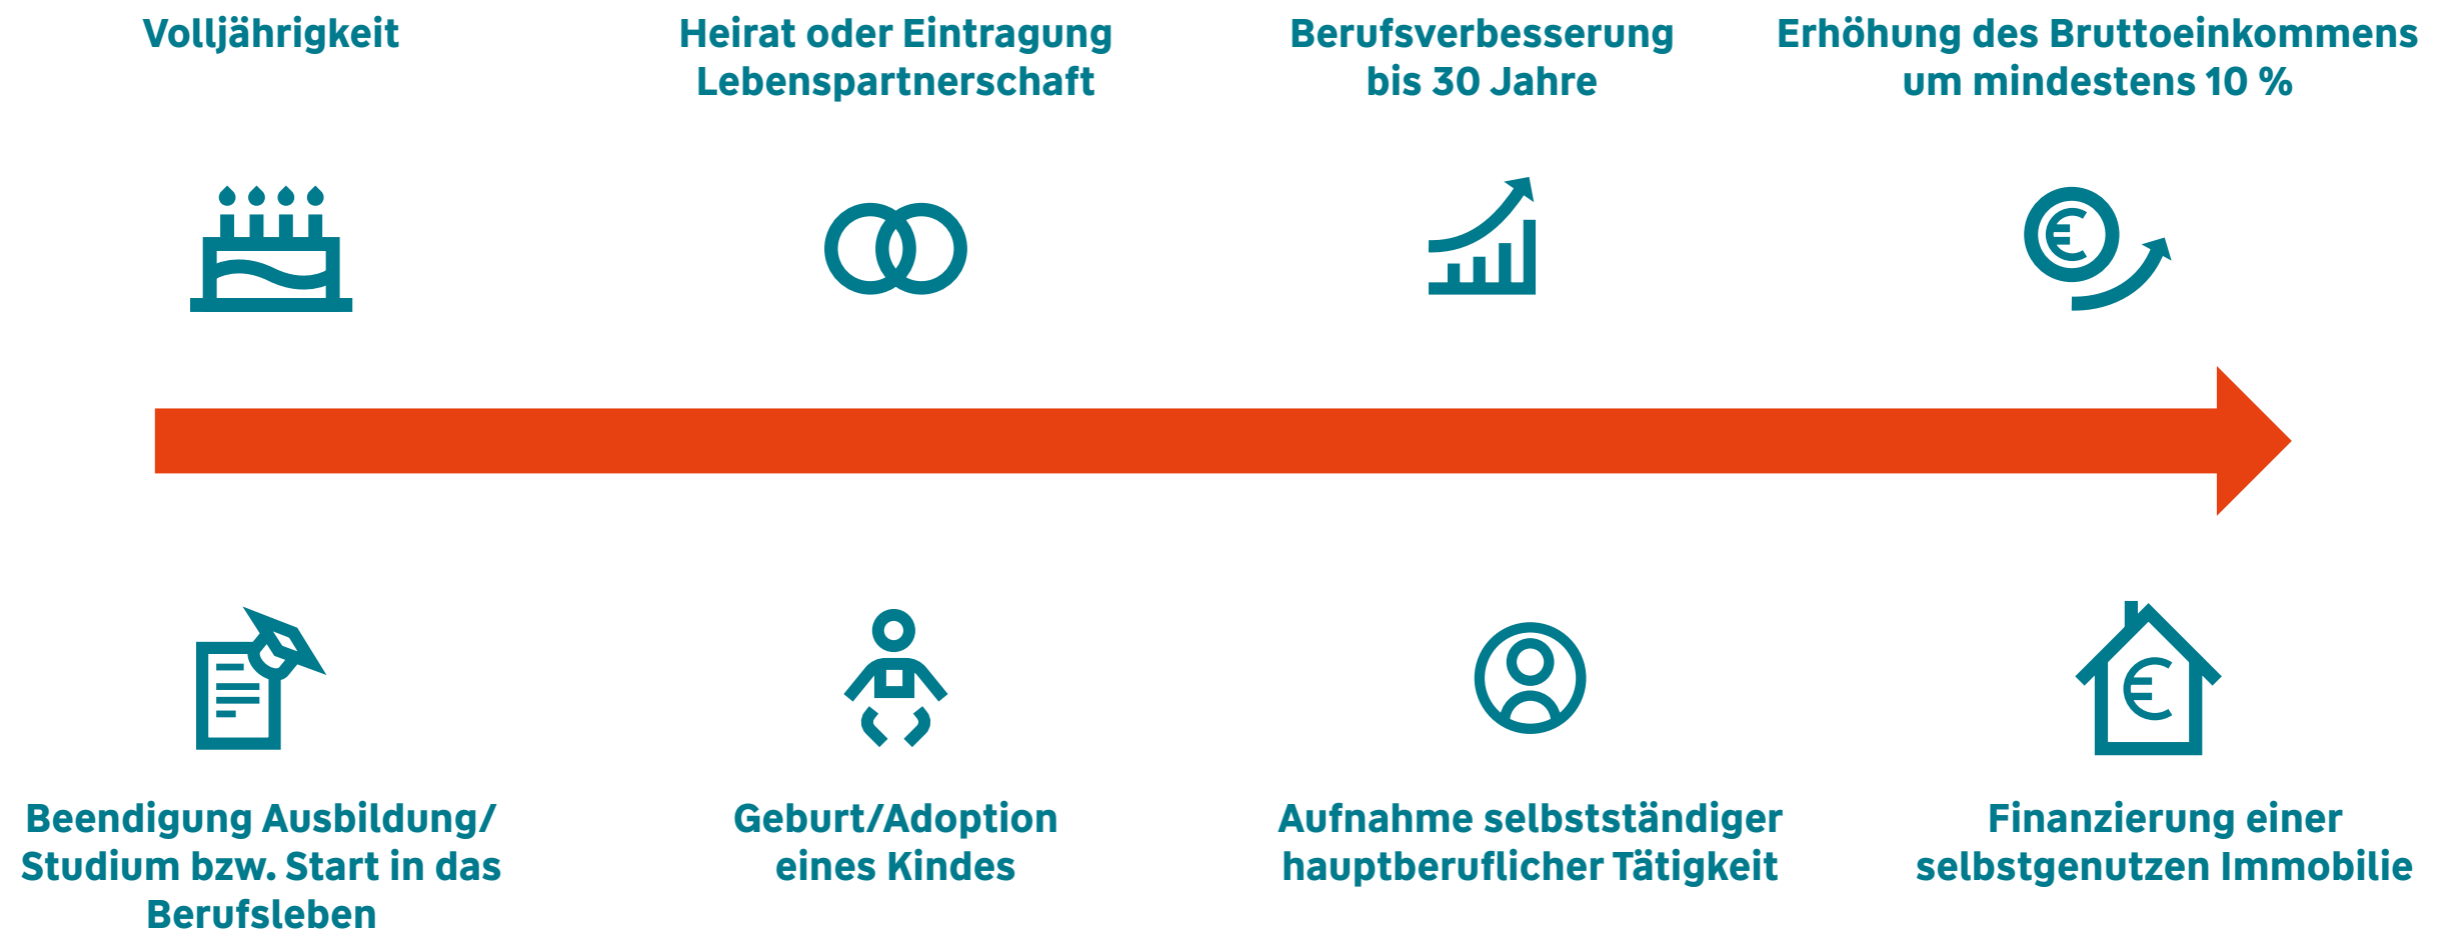 Volljährigkeit
Heirat oder Eintragung
Lebenspartnerschaft
Berufsverbesserung
bis 30 Jahre
Erhöhung des Bruttoeinkommens
um mindestens 10 %
€
€
Beendigung Ausbildung/
Studium bzw. Start in das
Berufsleben
Geburt/Adoption
eines Kindes
Aufnahme selbstständiger
hauptberuflicher Tätigkeit
Finanzierung einer
selbstgenutzen Immobilie